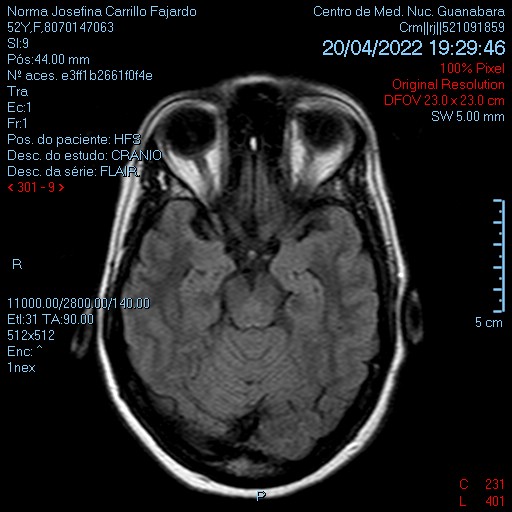 Norma Josefina Carrillo Fajardo
52Y,F,8070147063
Sl:9
Pós:44.00 mm
Nº aces. e3ff1b2661f0f4e
Tra
Ec:1
Fr:1
Pos. do paciente: HFS
Desc. do estudo: CRANIO
Desc. da série: FLAIR.
< 301 - 9 >
Centro de Med. Nuc. Guanabara
Crm||rj||521091859
20/04/2022 19:29:46
100% Pixel
Original Resolution
DFOV 23.0 x 23.0 cm
SW 5.00 mm
R
11000.00/2800.00/140.00
Etl:31 TA:90.00
512x512
Enc: ^
1nex
5 cm
P
C 231
L 401